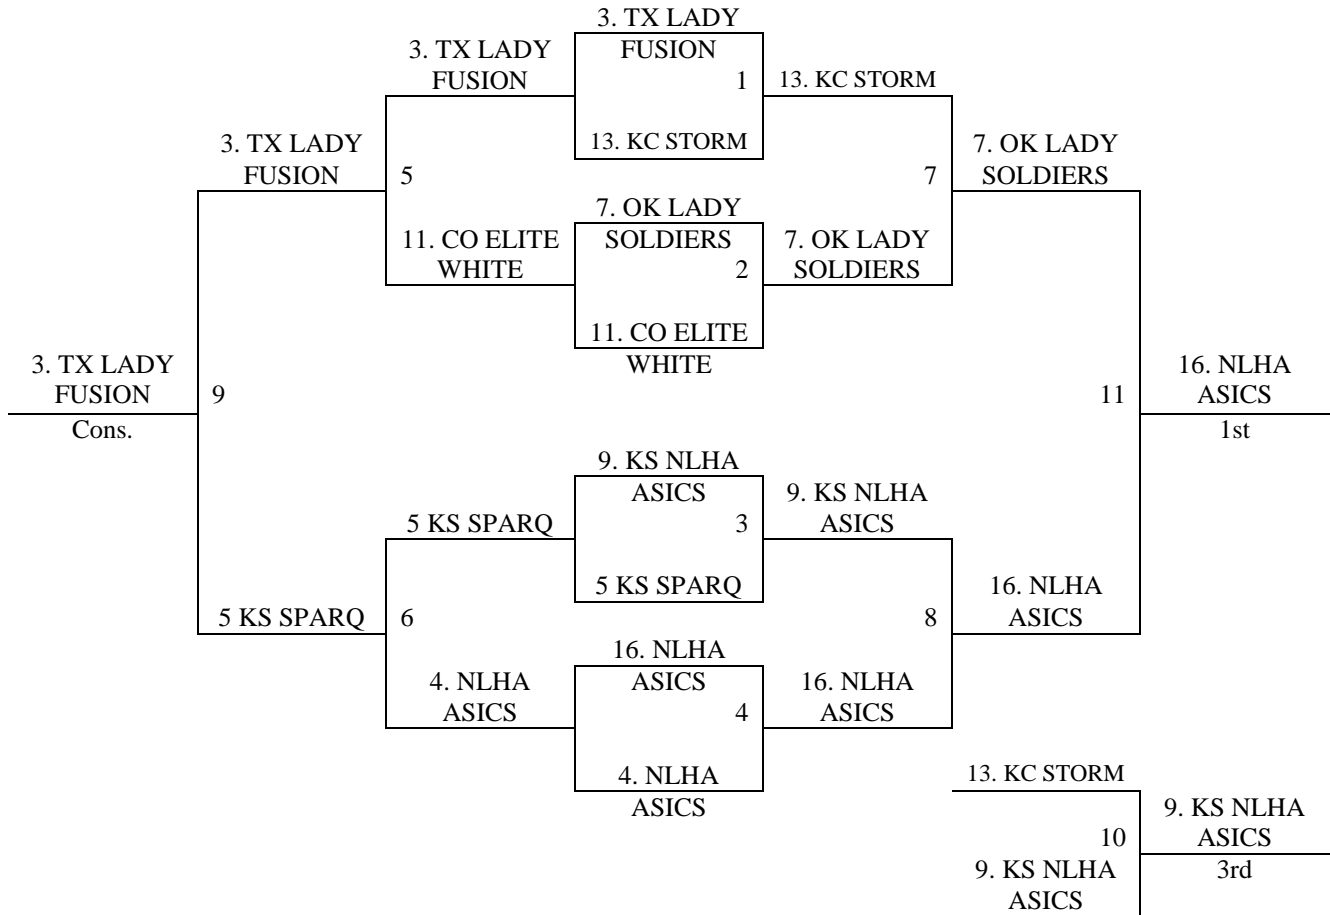 3. TX LADY
FUSION
3. TX LADY
FUSION
1
13. KC STORM
13. KC STORM
3. TX LADY
FUSION
5
7
7. OK LADY
SOLDIERS
7. OK LADY
SOLDIERS
11. CO ELITE
WHITE
2
7. OK LADY
SOLDIERS
11. CO ELITE
WHITE
3. TX LADY
FUSION
Cons.
9
11
16. NLHA
ASICS
1st
9. KS NLHA
ASICS
5 KS SPARQ
3
9. KS NLHA
ASICS
5 KS SPARQ
5 KS SPARQ
6
8
16. NLHA
ASICS
16. NLHA
ASICS
4. NLHA
ASICS
4
16. NLHA
ASICS
4. NLHA
ASICS
13. KC STORM
10
9. KS NLHA
ASICS
9. KS NLHA
ASICS
3rd